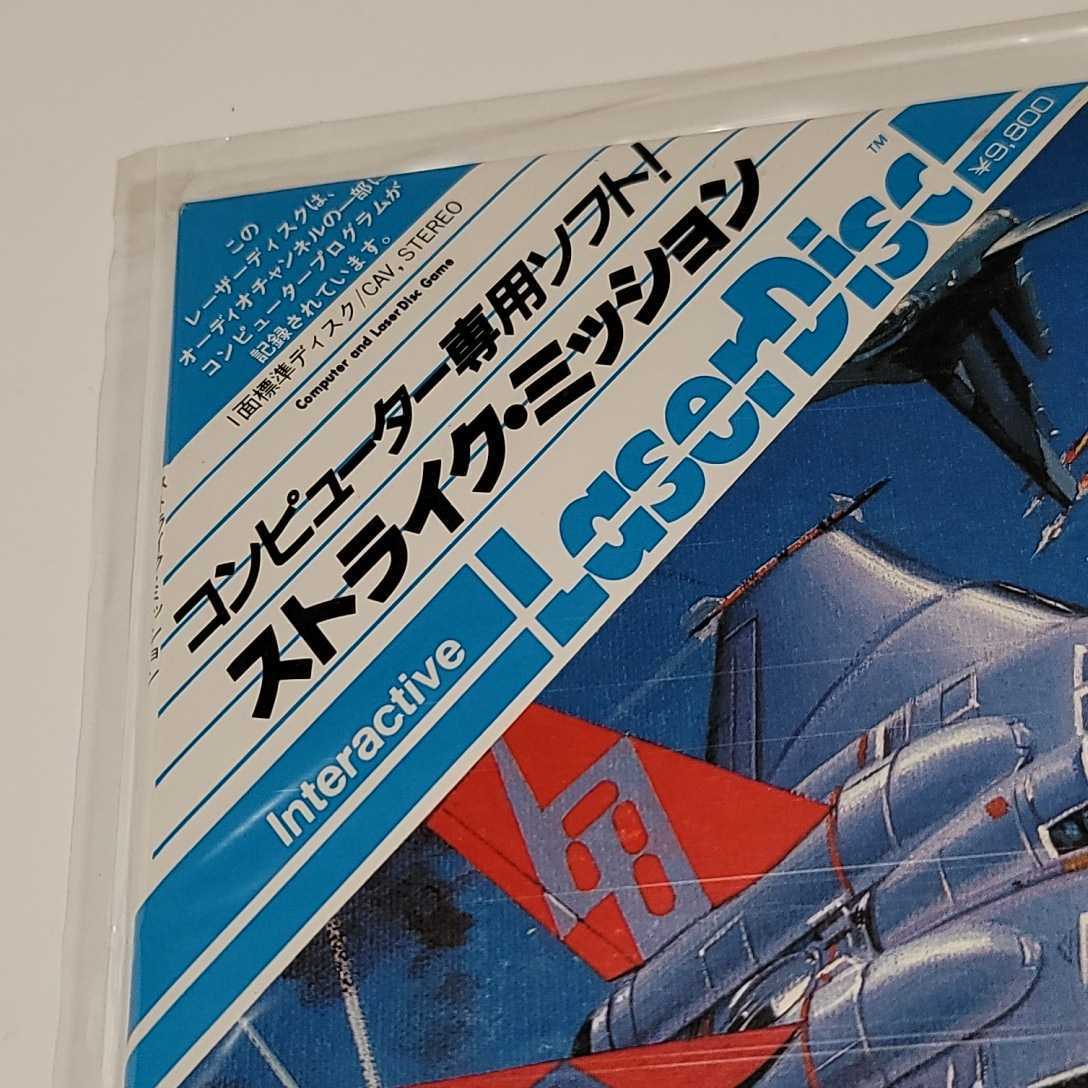 この
レーザーディスクは、
オーディオチャンネルの一部に
コンピュータープログラムが
記録されています。
1面標準ディスク/CAV, STEREO
Computer and LaserDisc Game
コンピューター専用ソフト!
ストライク・ミッション
Interactive
LaserDisc
TM
¥9,800